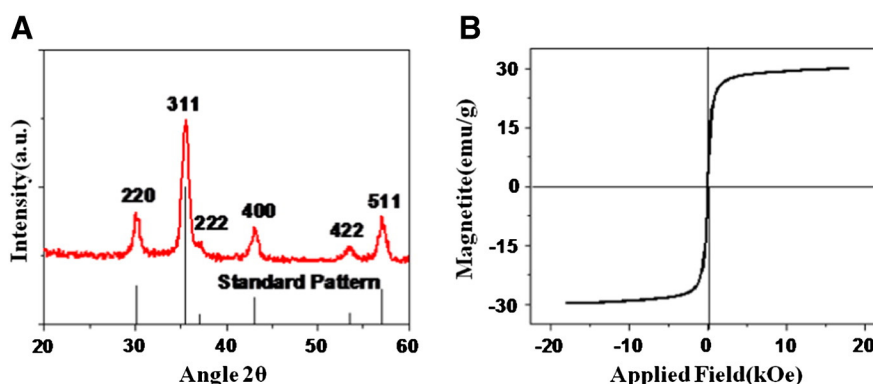 A
Intensity(a.u.)
311
220
222
400
422
511
Standard Pattern
20 30 40 50 60
Angle 2θ
B
Magnetite(emu/g)
30
15
0
-15
-30
-20 -10 0 10 20
Applied Field(kOe)